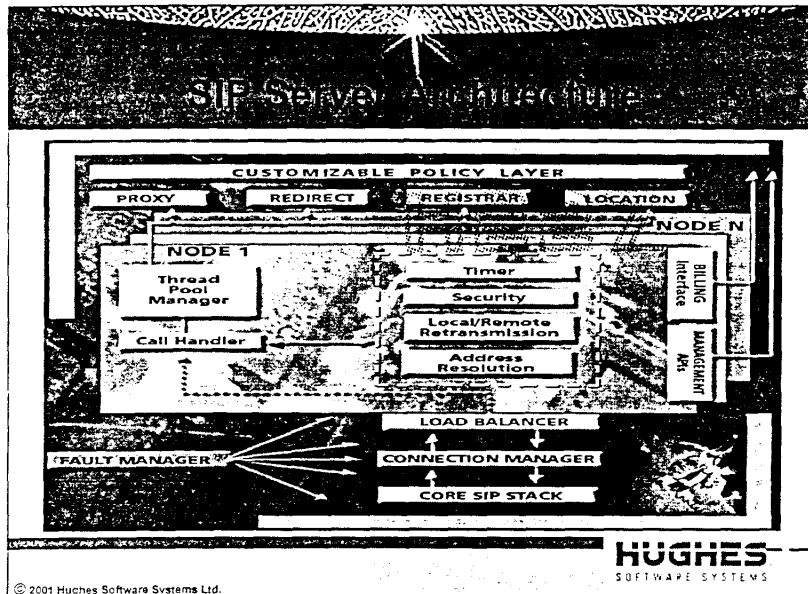 SIP Server Architecture
CUSTOMIZABLE POLICY LAYER
PROXY
REDIRECT
REGISTRAR
LOCATION
NODE N
NODE 1
Thread
Pool
Manager
Call Handler
Timer
Security
Local/Remote
Retransmission
Address
Resolution
BILLING
Interface
MANAGEMENT
APIs
LOAD BALANCER
FAULT MANAGER
CONNECTION MANAGER
CORE SIP STACK
HUGHES
SOFTWARE SYSTEMS
© 2001 Hughes Software Systems Ltd.